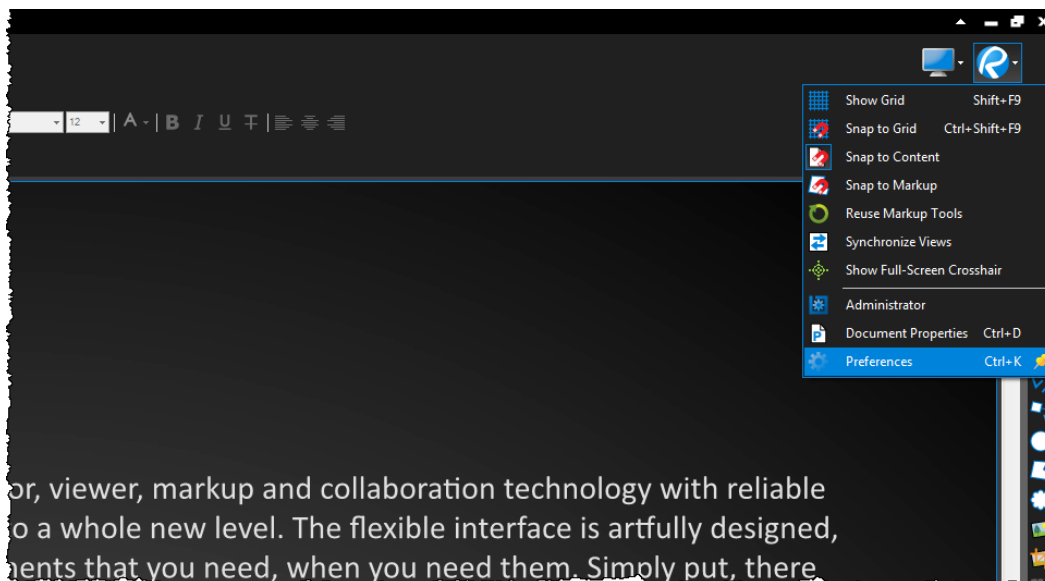 12
A
B I U T
Show Grid Shift+F9
Snap to Grid Ctrl+Shift+F9
Snap to Content
Snap to Markup
Reuse Markup Tools
Synchronize Views
Show Full-Screen Crosshair
Administrator
Document Properties Ctrl+D
Preferences Ctrl+K
or, viewer, markup and collaboration technology with reliable
o a whole new level. The flexible interface is artfully designed,
ments that you need, when you need them. Simply put, there